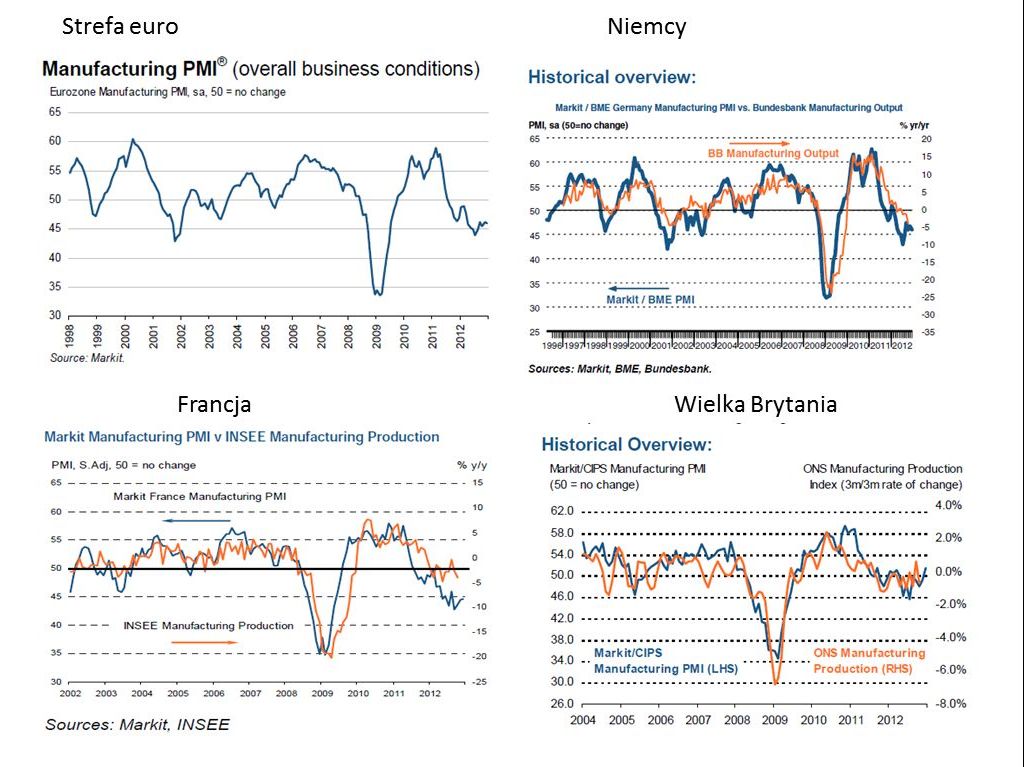 Strefa euro
Manufacturing PMI® (overall business conditions)
Eurozone Manufacturing PMI, sa, 50 = no change
65
60
55
50
45
40
35
30
1998
1999
2000
2001
2002
2003
2004
2005
2006
2007
2008
2009
2010
2011
2012
Source: Markit.
Niemcy
Historical overview:
Markit / BME Germany Manufacturing PMI vs. Bundesbank Manufacturing Output
PMI, sa (50=no change) % yr/yr
BB Manufacturing Output
Markit / BME PMI
65
60
55
50
45
40
35
30
25
20
15
10
5
0
-5
-10
-15
-20
-25
-30
-35
1996 1997 1998 1999 2000 2001 2002 2003 2004 2005 2006 2007 2008 2009 2010 2011 2012
Sources: Markit, BME, Bundesbank.
Francja
Markit Manufacturing PMI v INSEE Manufacturing Production
PMI, S.Adj, 50 = no change % y/y
Markit France Manufacturing PMI
INSEE Manufacturing Production
65
60
55
50
45
40
35
30
15
10
5
0
-5
-10
-15
-20
-25
2002 2003 2004 2005 2006 2007 2008 2009 2010 2011 2012
Sources: Markit, INSEE
Wielka Brytania
Historical Overview:
Markit/CIPS Manufacturing PMI ONS Manufacturing Production
(50 = no change) Index (3m/3m rate of change)
62.0
58.0
54.0
50.0
46.0
42.0
38.0
34.0
30.0
26.0
4.0%
2.0%
0.0%
-2.0%
-4.0%
-6.0%
-8.0%
Markit/CIPS
Manufacturing PMI (LHS)
ONS Manufacturing
Production (RHS)
2004 2005 2006 2007 2008 2009 2010 2011 2012